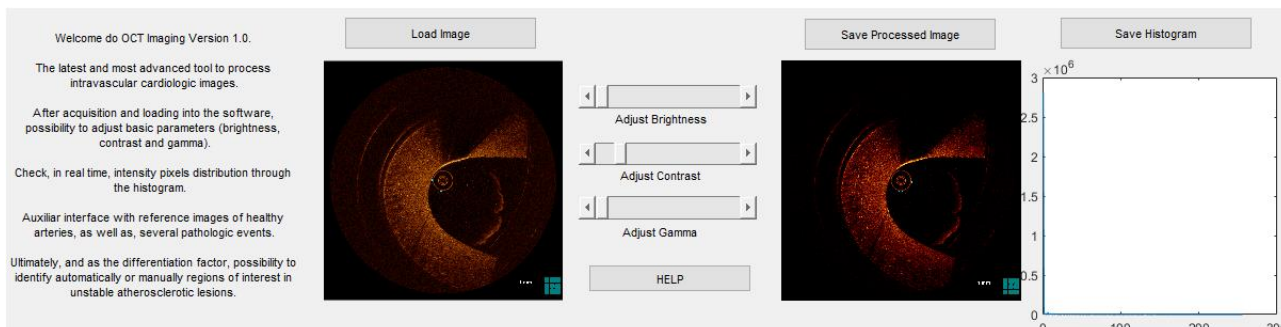 Welcome do OCT Imaging Version 1.0.
The latest and most advanced tool to process
intravascular cardiologic images.
After acquisition and loading into the software,
possibility to adjust basic parameters (brightness,
contrast and gamma).
Check, in real time, intensity pixels distribution through
the histogram.
Auxiliar interface with reference images of healthy
arteries, as well as, several pathologic events.
Ultimately, and as the differentiation factor, possibility to
identify automatically or manually regions of interest in
unstable atherosclerotic lesions.
Load Image
1 mm
Adjust Brightness
Adjust Contrast
Adjust Gamma
HELP
Save Processed Image
1 mm
Save Histogram
×10⁶
3
2.5
2
1.5
1
0.5
0
0
100
200
300